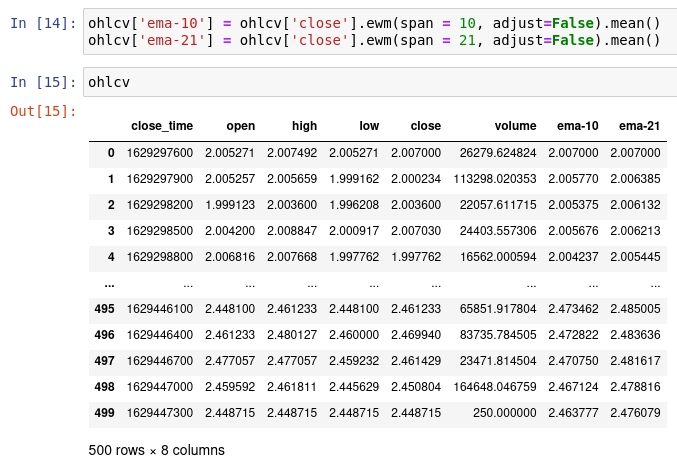 In [14]: ohlcv['ema-10'] = ohlcv['close'].ewm(span = 10, adjust=False).mean()
ohlcv['ema-21'] = ohlcv['close'].ewm(span = 21, adjust=False).mean()
In [15]: ohlcv
Out[15]:
close_time open high low close volume ema-10 ema-21
0 1629297600 2.005271 2.007492 2.005271 2.007000 26279.624824 2.007000 2.007000
1 1629297900 2.005257 2.005659 1.999162 2.000234 113298.020353 2.005770 2.006385
2 1629298200 1.999123 2.003600 1.996208 2.003600 22057.611715 2.005375 2.006132
3 1629298500 2.004200 2.008847 2.000917 2.007030 24403.557306 2.005676 2.006213
4 1629298800 2.006816 2.007668 1.997762 1.997762 16562.000594 2.004237 2.005445
... ... ... ... ... ... ... ... ...
495 1629446100 2.448100 2.461233 2.448100 2.461233 65851.917804 2.473462 2.485005
496 1629446400 2.461233 2.480127 2.460000 2.469940 83735.784505 2.472822 2.483636
497 1629446700 2.477057 2.477057 2.459232 2.461429 23471.814504 2.470750 2.481617
498 1629447000 2.459592 2.461811 2.445629 2.450804 164648.046759 2.467124 2.478816
499 1629447300 2.448715 2.448715 2.448715 2.448715 250.000000 2.463777 2.476079
500 rows × 8 columns